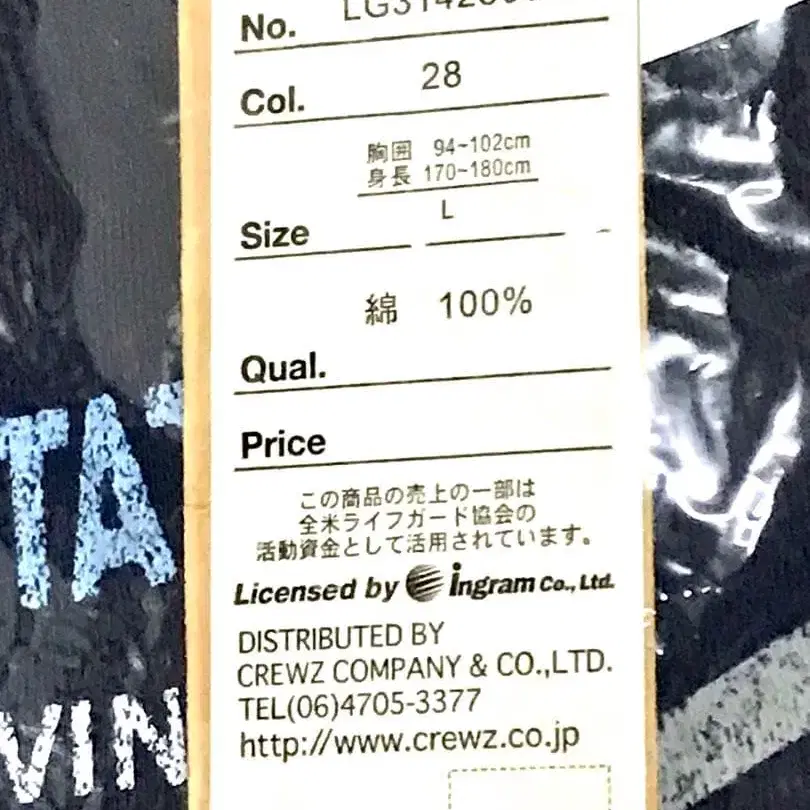 No.
Col. 28
胸囲 94~102cm
身長 170~180cm
Size L
綿 100%
Qual.
Price
この商品の売上の一部は
全米ライフガード協会の
活動資金として活用されています。
Licensed by Ingram Co., Ltd.
DISTRIBUTED BY
CREWZ COMPANY & CO.,LTD.
TEL(06)4705-3377
http://www.crewz.co.jp
TA
VIN